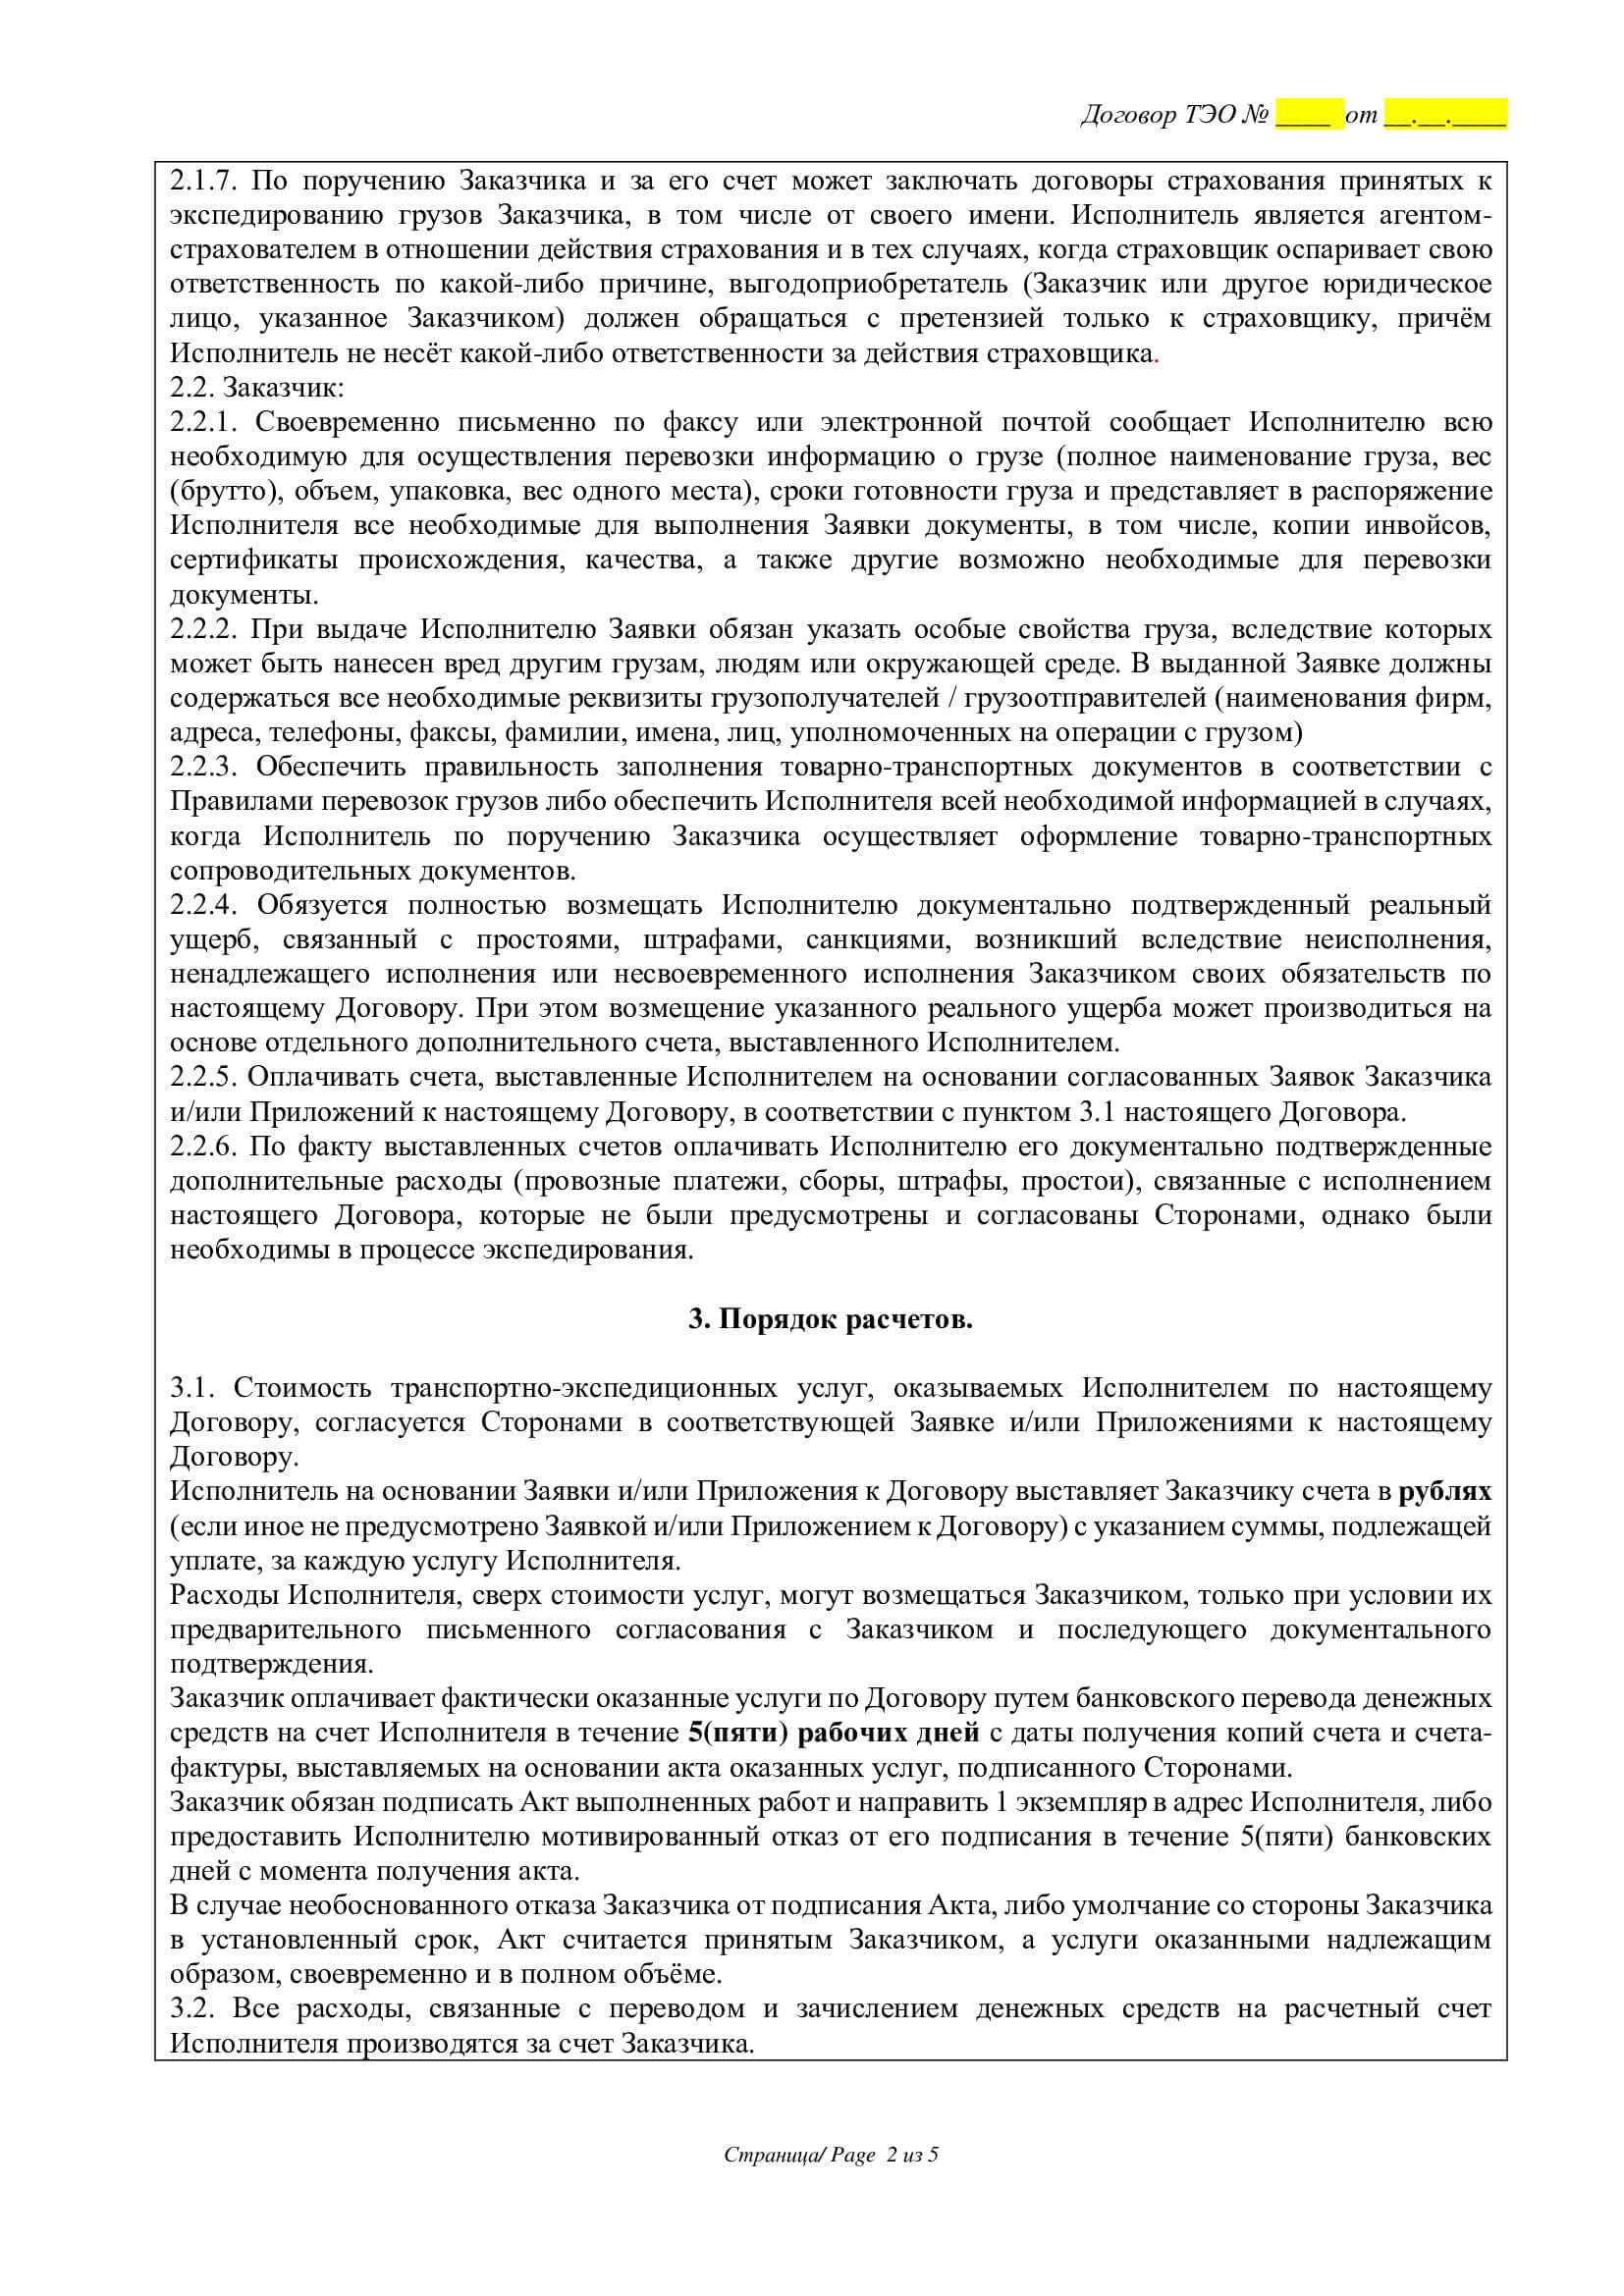 Договор ТЭО № ____ от __.__.____
2.1.7. По поручению Заказчика и за его счет может заключать договоры страхования принятых к
экспедированию грузов Заказчика, в том числе от своего имени. Исполнитель является агентом-
страхователем в отношении действия страхования и в тех случаях, когда страховщик оспаривает свою
ответственность по какой-либо причине, выгодоприобретатель (Заказчик или другое юридическое
лицо, указанное Заказчиком) должен обращаться с претензией только к страховщику, причём
Исполнитель не несёт какой-либо ответственности за действия страховщика.
2.2. Заказчик:
2.2.1. Своевременно письменно по факсу или электронной почтой сообщает Исполнителю всю
необходимую для осуществления перевозки информацию о грузе (полное наименование груза, вес
(брутто), объем, упаковка, вес одного места), сроки готовности груза и представляет в распоряжение
Исполнителя все необходимые для выполнения Заявки документы, в том числе, копии инвойсов,
сертификаты происхождения, качества, а также другие возможно необходимые для перевозки
документы.
2.2.2. При выдаче Исполнителю Заявки обязан указать особые свойства груза, вследствие которых
может быть нанесен вред другим грузам, людям или окружающей среде. В выданной Заявке должны
содержаться все необходимые реквизиты грузополучателей / грузоотправителей (наименования фирм,
адреса, телефоны, факсы, фамилии, имена, лиц, уполномоченных на операции с грузом)
2.2.3. Обеспечить правильность заполнения товарно-транспортных документов в соответствии с
Правилами перевозок грузов либо обеспечить Исполнителя всей необходимой информацией в случаях,
когда Исполнитель по поручению Заказчика осуществляет оформление товарно-транспортных
сопроводительных документов.
2.2.4. Обязуется полностью возмещать Исполнителю документально подтвержденный реальный
ущерб, связанный с простоями, штрафами, санкциями, возникший вследствие неисполнения,
ненадлежащего исполнения или несвоевременного исполнения Заказчиком своих обязательств по
настоящему Договору. При этом возмещение указанного реального ущерба может производиться на
основе отдельного дополнительного счета, выставленного Исполнителем.
2.2.5. Оплачивать счета, выставленные Исполнителем на основании согласованных Заявок Заказчика
и/или Приложений к настоящему Договору, в соответствии с пунктом 3.1 настоящего Договора.
2.2.6. По факту выставленных счетов оплачивать Исполнителю его документально подтвержденные
дополнительные расходы (провозные платежи, сборы, штрафы, простои), связанные с исполнением
настоящего Договора, которые не были предусмотрены и согласованы Сторонами, однако были
необходимы в процессе экспедирования.
3. Порядок расчетов.
3.1. Стоимость транспортно-экспедиционных услуг, оказываемых Исполнителем по настоящему
Договору, согласуется Сторонами в соответствующей Заявке и/или Приложениями к настоящему
Договору.
Исполнитель на основании Заявки и/или Приложения к Договору выставляет Заказчику счета в рублях
(если иное не предусмотрено Заявкой и/или Приложением к Договору) с указанием суммы, подлежащей
уплате, за каждую услугу Исполнителя.
Расходы Исполнителя, сверх стоимости услуг, могут возмещаться Заказчиком, только при условии их
предварительного письменного согласования с Заказчиком и последующего документального
подтверждения.
Заказчик оплачивает фактически оказанные услуги по Договору путем банковского перевода денежных
средств на счет Исполнителя в течение 5(пяти) рабочих дней с даты получения копий счета и счета-
фактуры, выставляемых на основании акта оказанных услуг, подписанного Сторонами.
Заказчик обязан подписать Акт выполненных работ и направить 1 экземпляр в адрес Исполнителя, либо
предоставить Исполнителю мотивированный отказ от его подписания в течение 5(пяти) банковских
дней с момента получения акта.
В случае необоснованного отказа Заказчика от подписания Акта, либо умолчание со стороны Заказчика
в установленный срок, Акт считается принятым Заказчиком, а услуги оказанными надлежащим
образом, своевременно и в полном объёме.
3.2. Все расходы, связанные с переводом и зачислением денежных средств на расчетный счет
Исполнителя производятся за счет Заказчика.
Страница/ Page 2 из 5